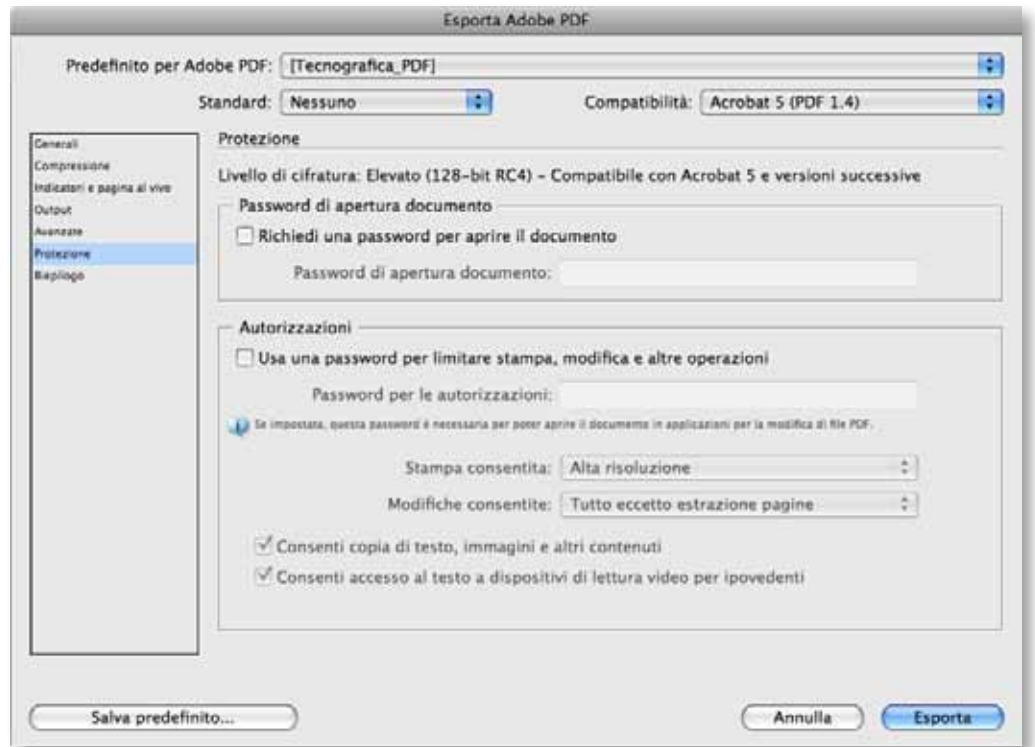 Esporta Adobe PDF
Predefinito per Adobe PDF: [Tecnografica_PDF]
Standard: Nessuno Compatibilità: Acrobat 5 (PDF 1.4)
Generali
Compressione
Indicatori e pagina al vivo
Output
Avanzate
Protezione
Riepilogo
Protezione
Livello di cifratura: Elevato (128-bit RC4) - Compatibile con Acrobat 5 e versioni successive
Password di apertura documento
Richiedi una password per aprire il documento
Password di apertura documento:
Autorizzazioni
Usa una password per limitare stampa, modifica e altre operazioni
Password per le autorizzazioni:
Se impostata, questa password è necessaria per poter aprire il documento in applicazioni per la modifica di file PDF.
Stampa consentita: Alta risoluzione
Modifiche consentite: Tutto eccetto estrazione pagine
Consenti copia di testo, immagini e altri contenuti
Consenti accesso al testo a dispositivi di lettura video per ipovedenti
Salva predefinito... Annulla Esporta